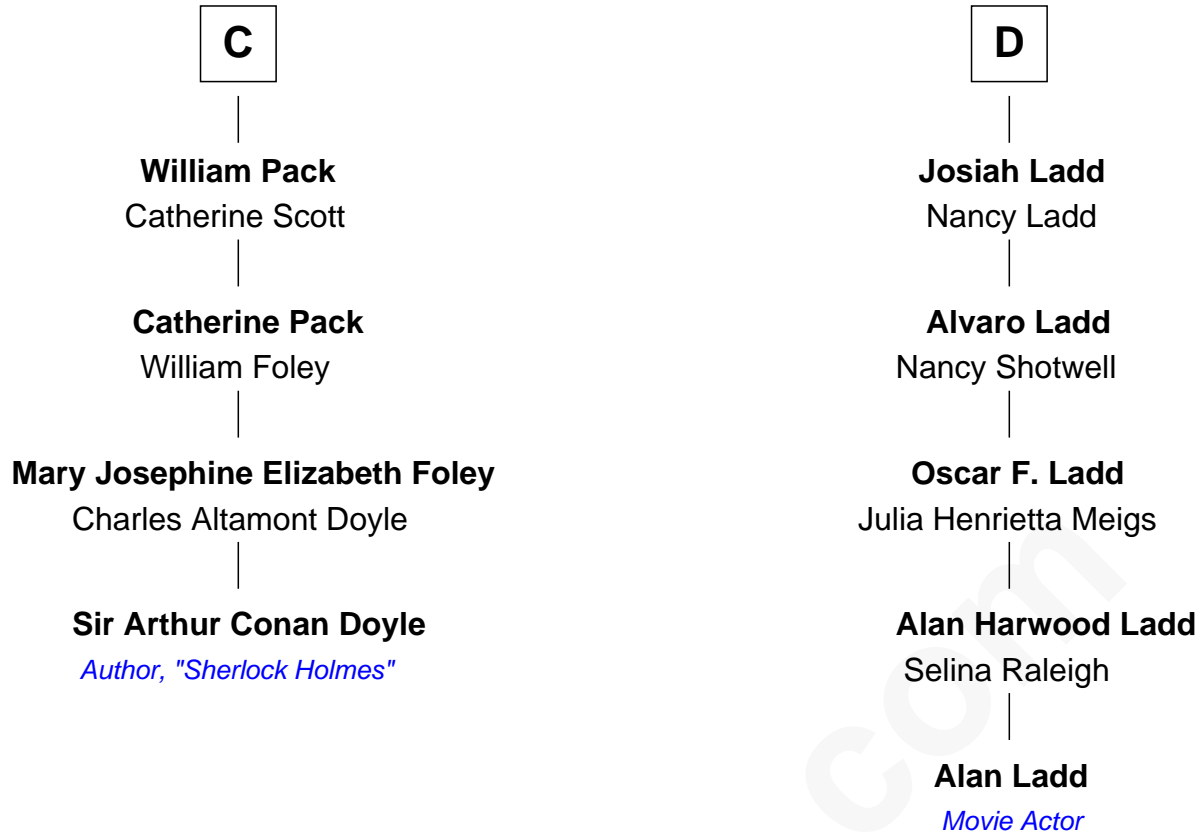 C
William Pack
Catherine Scott
Catherine Pack
William Foley
Mary Josephine Elizabeth Foley
Charles Altamont Doyle
Sir Arthur Conan Doyle
Author, "Sherlock Holmes"
D
Josiah Ladd
Nancy Ladd
Alvaro Ladd
Nancy Shotwell
Oscar F. Ladd
Julia Henrietta Meigs
Alan Harwood Ladd
Selina Raleigh
Alan Ladd
Movie Actor
com